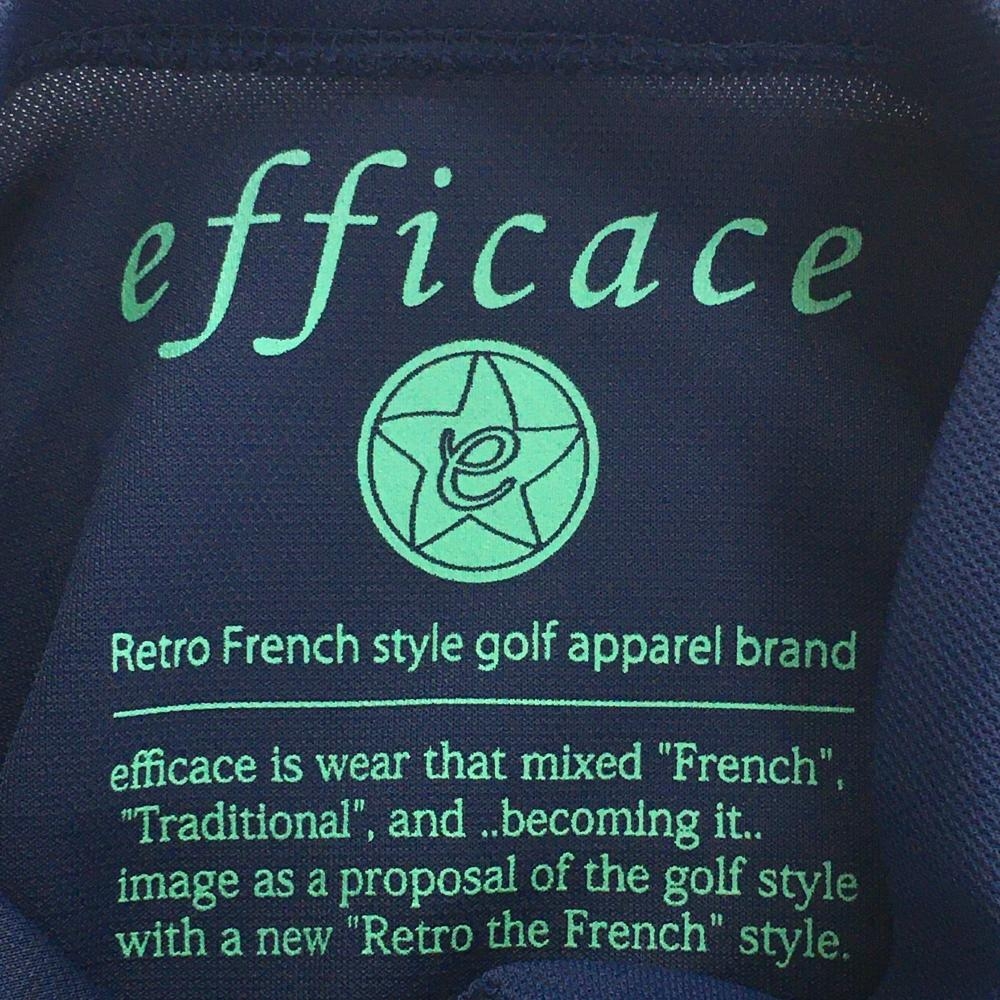 efficace
e
Retro French style golf apparel brand
efficace is wear that mixed "French",
"Traditional", and ..becoming it..
image as a proposal of the golf style
with a new "Retro the French" style.